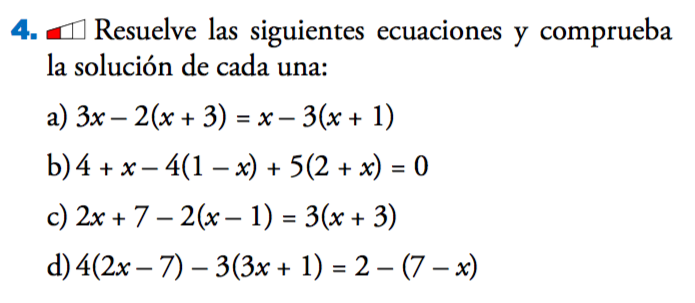 4. Resuelve las siguientes ecuaciones y comprueba
la solución de cada una:
a) 3x – 2(x + 3) = x – 3(x + 1)
b) 4 + x – 4(1 – x) + 5(2 + x) = 0
c) 2x + 7 – 2(x – 1) = 3(x + 3)
d) 4(2x – 7) – 3(3x + 1) = 2 – (7 – x)